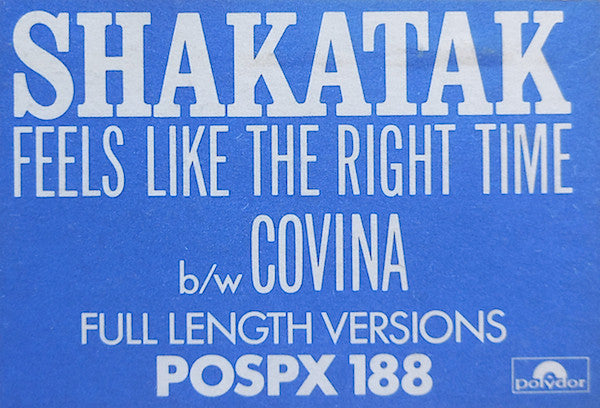 SHAKATAK
FEELS LIKE THE RIGHT TIME
b/w COVINA
FULL LENGTH VERSIONS
POSPX 188
polydor